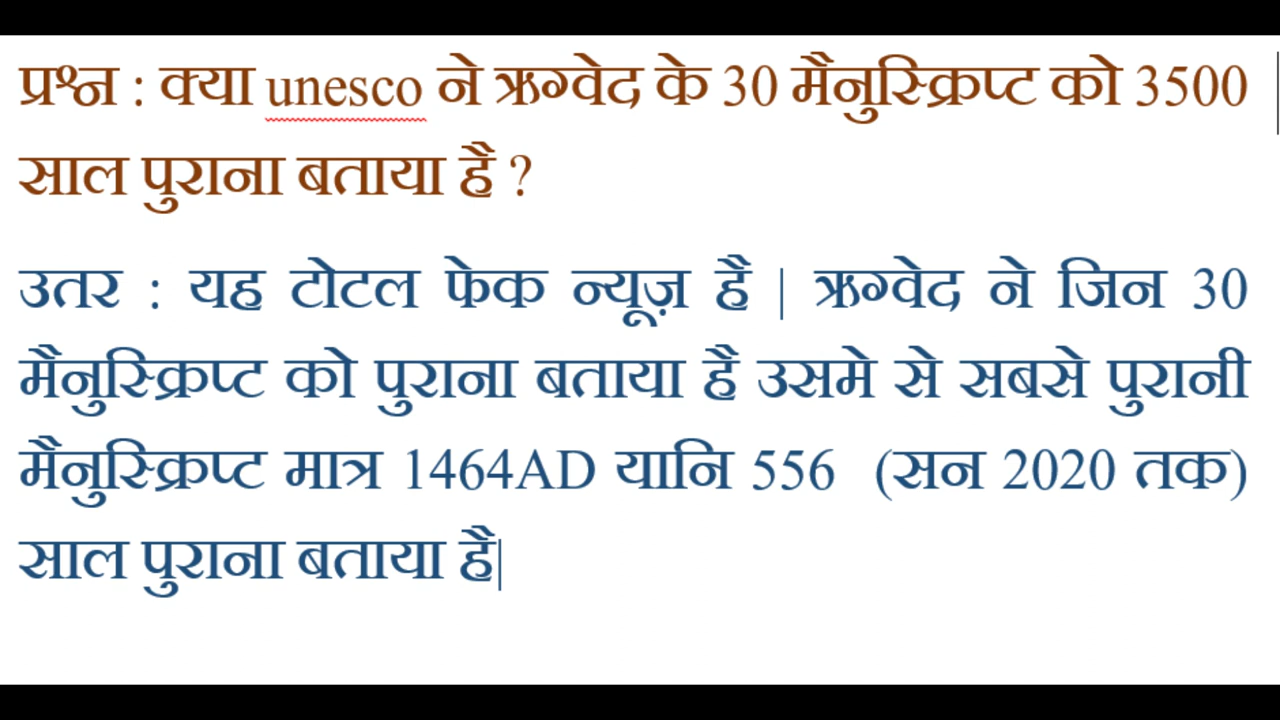 प्रश्न : क्या unesco ने ऋग्वेद के 30 मैनुस्क्रिप्ट को 3500
साल पुराना बताया है ?
उतर : यह टोटल फेक न्यूज़ है | ऋग्वेद ने जिन 30
मैनुस्क्रिप्ट को पुराना बताया है उसमे से सबसे पुरानी
मैनुस्क्रिप्ट मात्र 1464AD यानि 556 (सन 2020 तक)
साल पुराना बताया है|